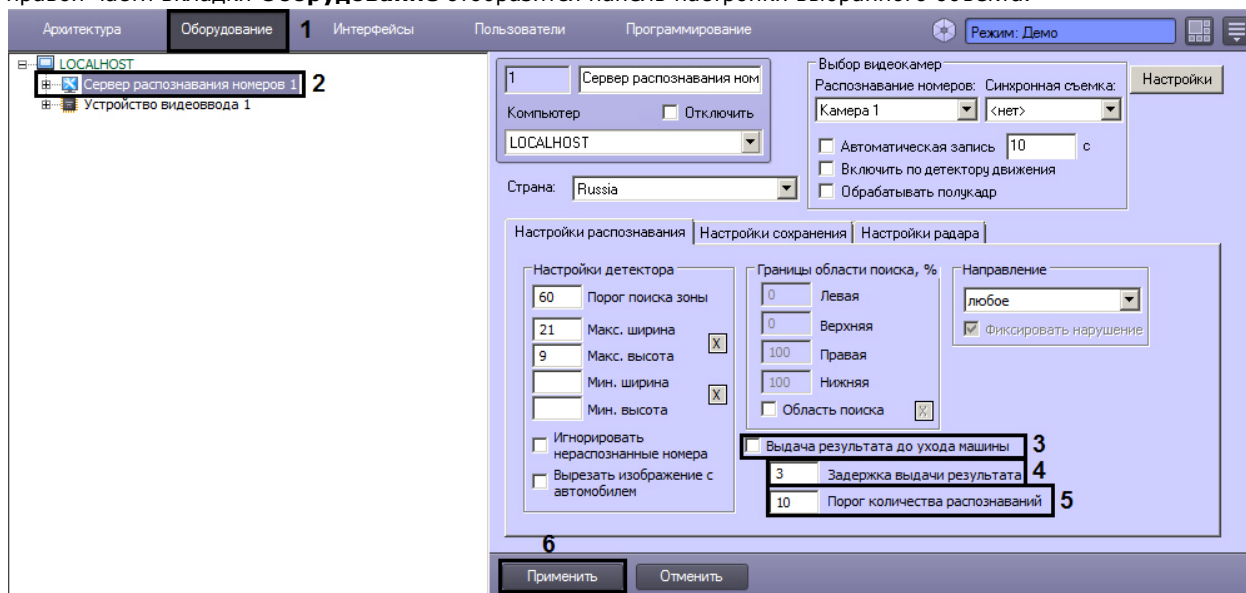 правой части вкладки Оборудование отобразится панель настройки выбранного объекта.
Архитектура Оборудование 1 Интерфейсы Пользователи Программирование Режим: Демо
LOCALHOST
Сервер распознавания номеров 1 2
Устройство видеоввода 1
1 Сервер распознавания ном
Компьютер Отключить
LOCALHOST
Страна: Russia
Выбор видеокамер
Распознавание номеров: Синхронная съемка:
Камера 1 <нет>
Автоматическая запись 10 с
Включить по детектору движения
Обрабатывать полукадр
Настройки
Настройки распознавания Настройки сохранения Настройки радара
Настройки детектора
60 Порог поиска зоны
21 Макс. ширина
9 Макс. высота
X
Мин. ширина
Мин. высота
X
Игнорировать
нераспознанные номера
Вырезать изображение с
автомобилем
Границы области поиска, %
0 Левая
0 Верхняя
100 Правая
100 Нижняя
Область поиска X
Направление
любое
Фиксировать нарушение
Выдача результата до ухода машины 3
3 Задержка выдачи результата 4
10 Порог количества распознаваний 5
6
Применить Отменить